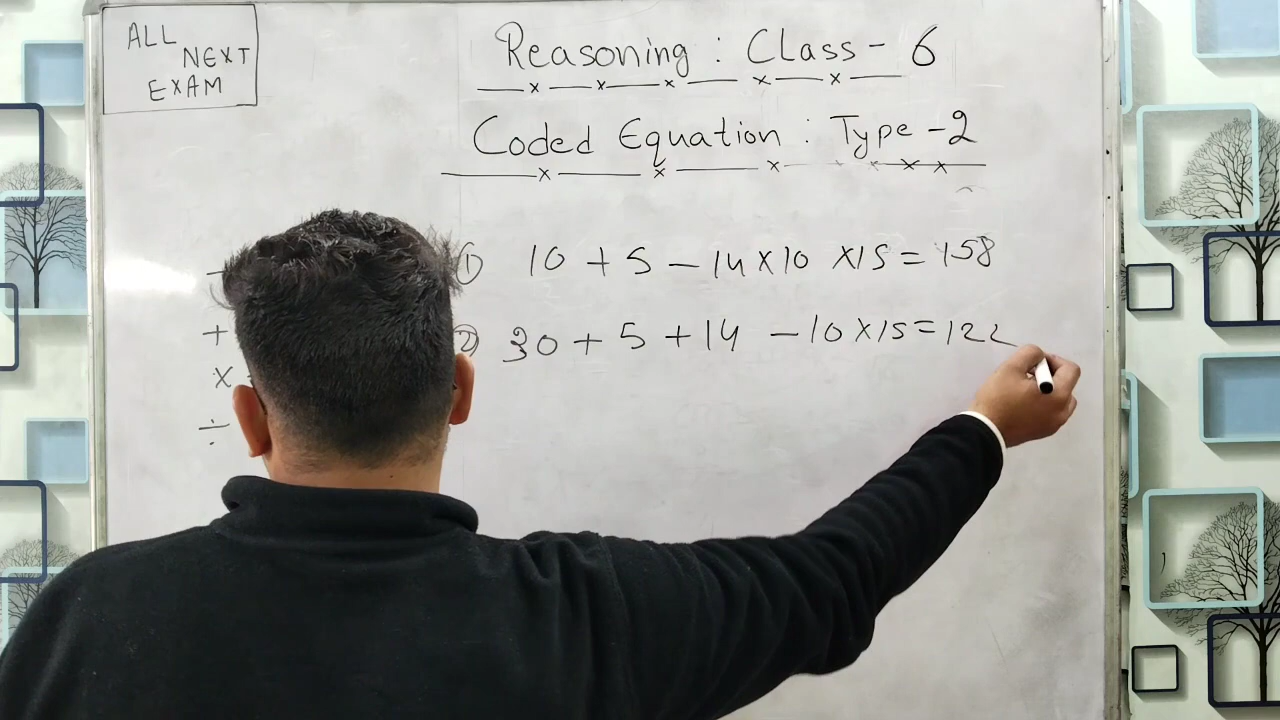 ALL
NEXT
EXAM
Reasoning : Class - 6
Coded Equation : Type - 2
① 10 + 5 - 14 × 10 × 15 = 158
② 30 + 5 + 14 - 10 × 15 = 122
+
×
÷